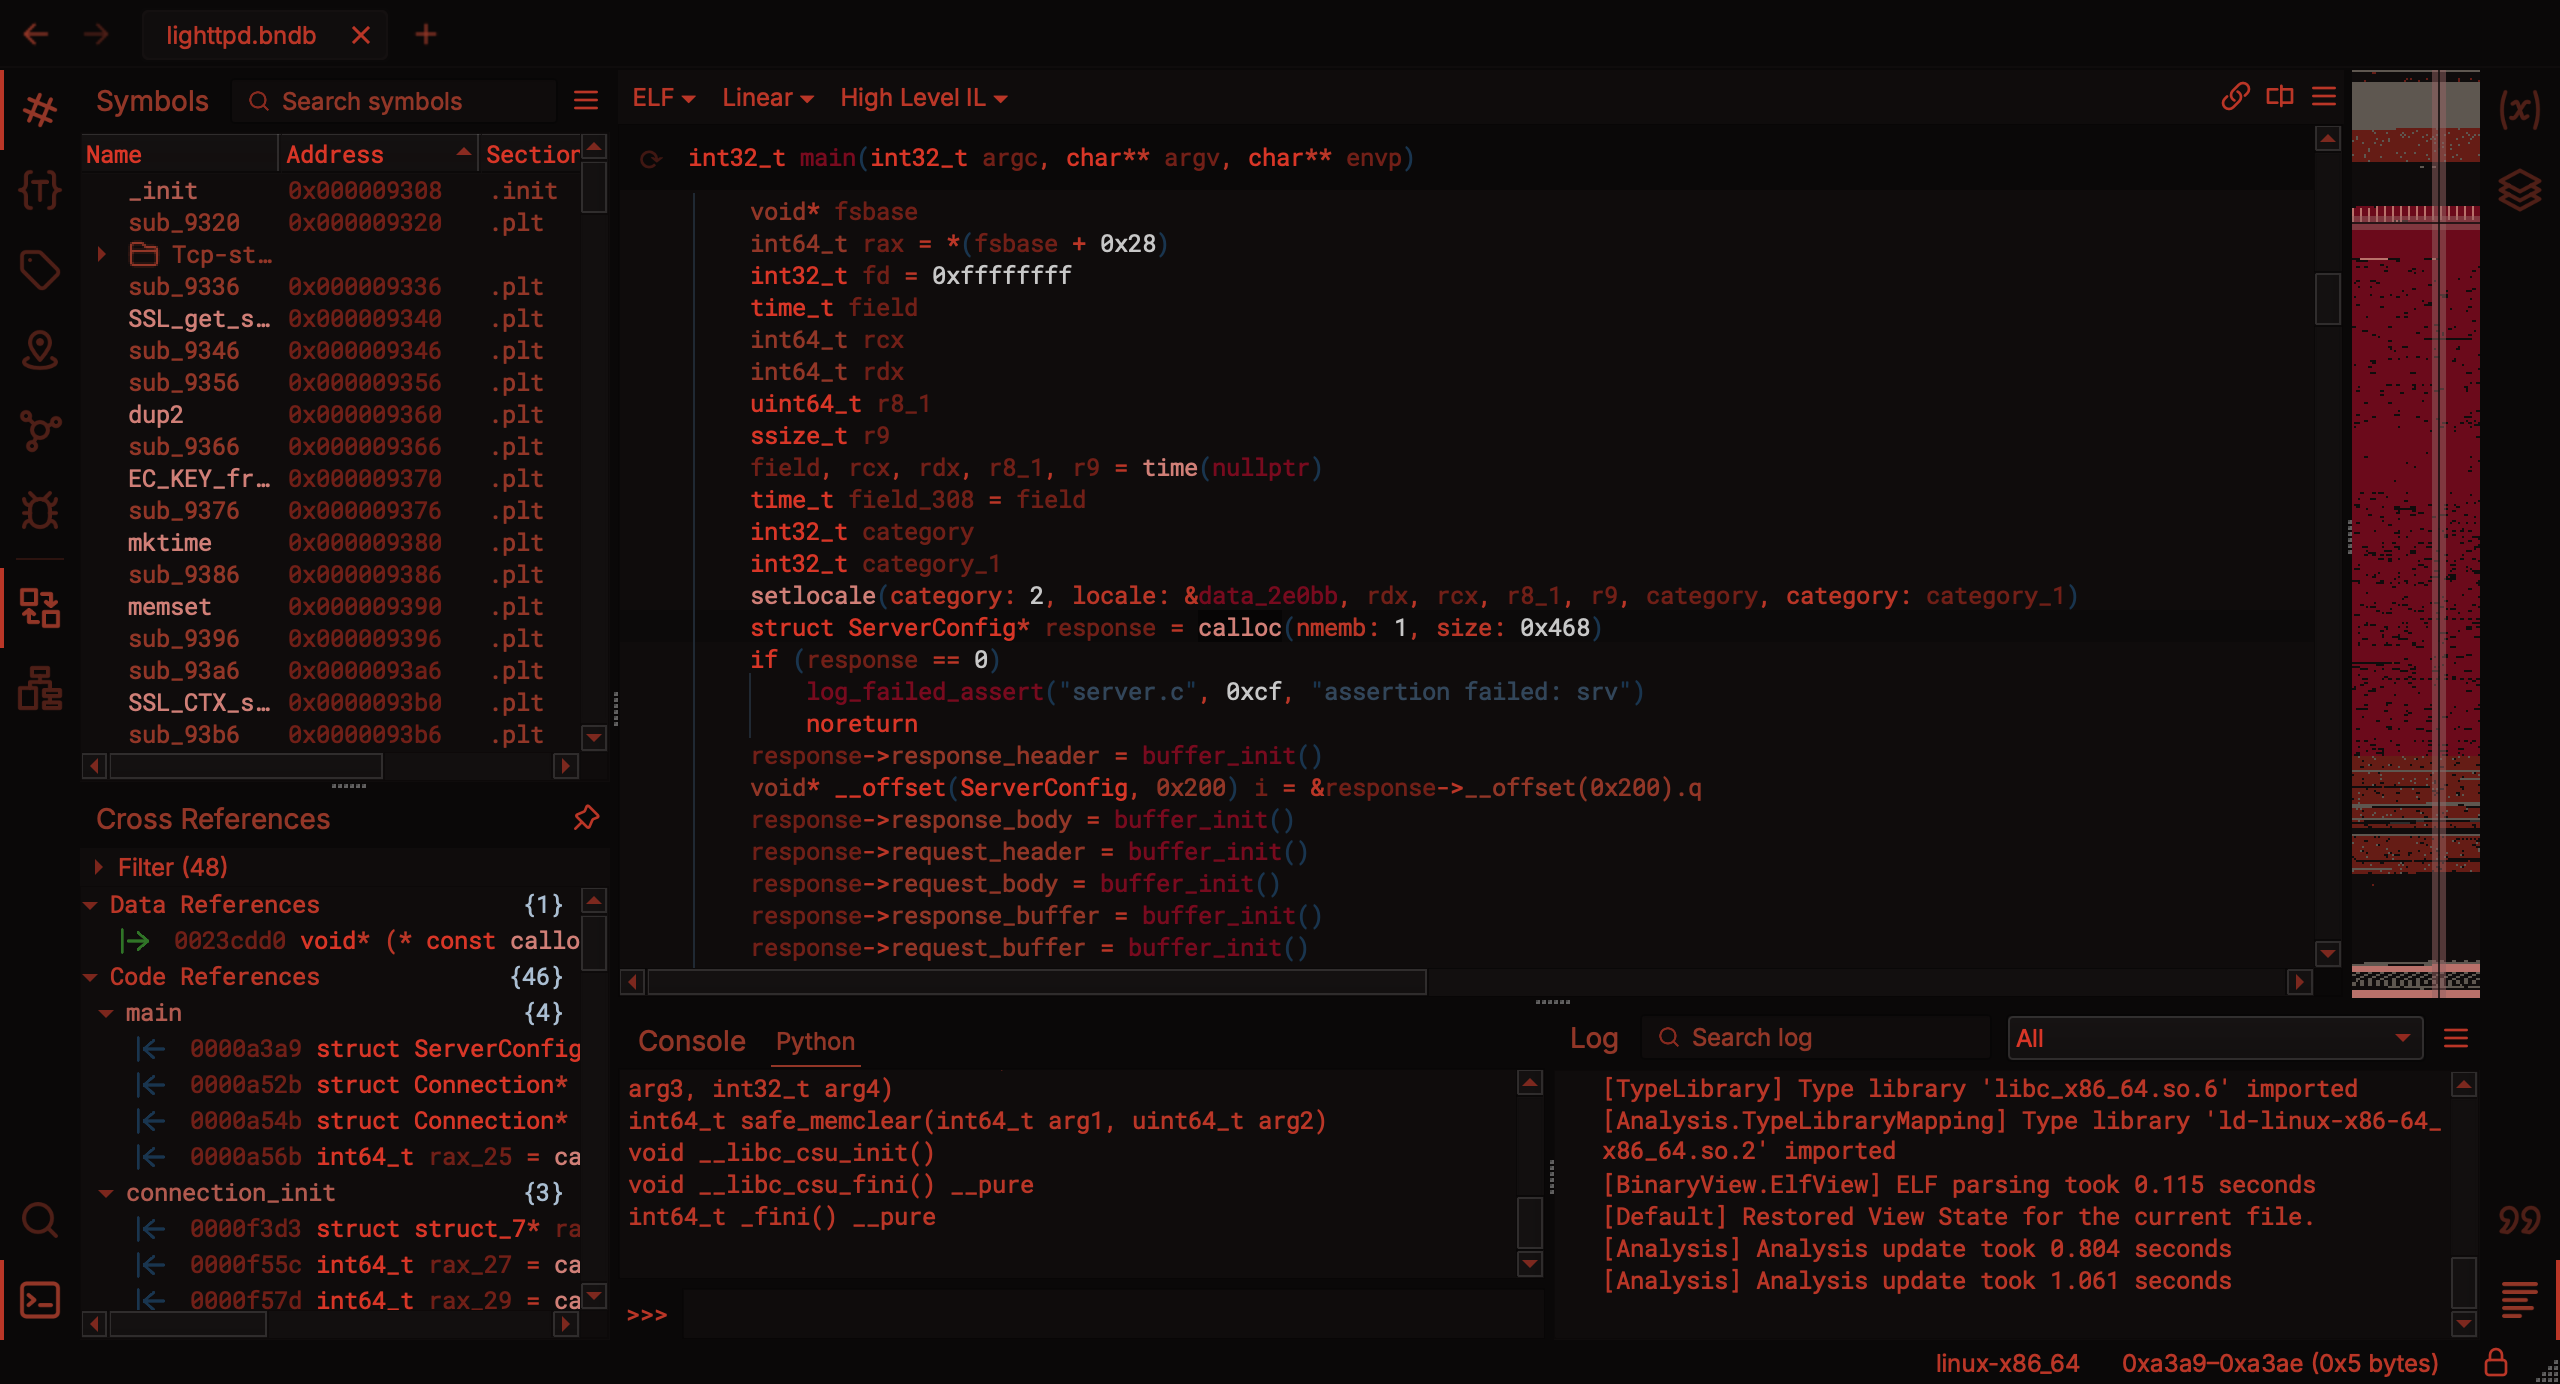 lighttpd.bndb
Symbols
Search symbols
Name Address Section
_init 0x000009308 .init
sub_9320 0x000009320 .plt
Tcp-st…
sub_9336 0x000009336 .plt
SSL_get_s… 0x000009340 .plt
sub_9346 0x000009346 .plt
sub_9356 0x000009356 .plt
dup2 0x000009360 .plt
sub_9366 0x000009366 .plt
EC_KEY_fr… 0x000009370 .plt
sub_9376 0x000009376 .plt
mktime 0x000009380 .plt
sub_9386 0x000009386 .plt
memset 0x000009390 .plt
sub_9396 0x000009396 .plt
sub_93a6 0x0000093a6 .plt
SSL_CTX_s… 0x0000093b0 .plt
sub_93b6 0x0000093b6 .plt
Cross References
Filter (48)
Data References {1}
0023cdd0 void* (* const callo
Code References {46}
main {4}
0000a3a9 struct ServerConfig
0000a52b struct Connection*
0000a54b struct Connection*
0000a56b int64_t rax_25 = ca
connection_init {3}
0000f3d3 struct struct_7* ra
0000f55c int64_t rax_27 = ca
0000f57d int64_t rax_29 = ca
ELF Linear High Level IL
int32_t main(int32_t argc, char** argv, char** envp)
void* fsbase
int64_t rax = *(fsbase + 0x28)
int32_t fd = 0xffffffff
time_t field
int64_t rcx
int64_t rdx
uint64_t r8_1
ssize_t r9
field, rcx, rdx, r8_1, r9 = time(nullptr)
time_t field_308 = field
int32_t category
int32_t category_1
setlocale(category: 2, locale: &data_2e0bb, rdx, rcx, r8_1, r9, category, category: category_1)
struct ServerConfig* response = calloc(nmemb: 1, size: 0x468)
if (response == 0)
log_failed_assert("server.c", 0xcf, "assertion failed: srv")
noreturn
response->response_header = buffer_init()
void* __offset(ServerConfig, 0x200) i = &response->__offset(0x200).q
response->response_body = buffer_init()
response->request_header = buffer_init()
response->request_body = buffer_init()
response->response_buffer = buffer_init()
response->request_buffer = buffer_init()
Console Python
arg3, int32_t arg4)
int64_t safe_memclear(int64_t arg1, uint64_t arg2)
void __libc_csu_init()
void __libc_csu_fini() __pure
int64_t _fini() __pure
>>>
Log
Search log
All
[TypeLibrary] Type library 'libc_x86_64.so.6' imported
[Analysis.TypeLibraryMapping] Type library 'ld-linux-x86-64_
x86_64.so.2' imported
[BinaryView.ElfView] ELF parsing took 0.115 seconds
[Default] Restored View State for the current file.
[Analysis] Analysis update took 0.804 seconds
[Analysis] Analysis update took 1.061 seconds
linux-x86_64 0xa3a9–0xa3ae (0x5 bytes)